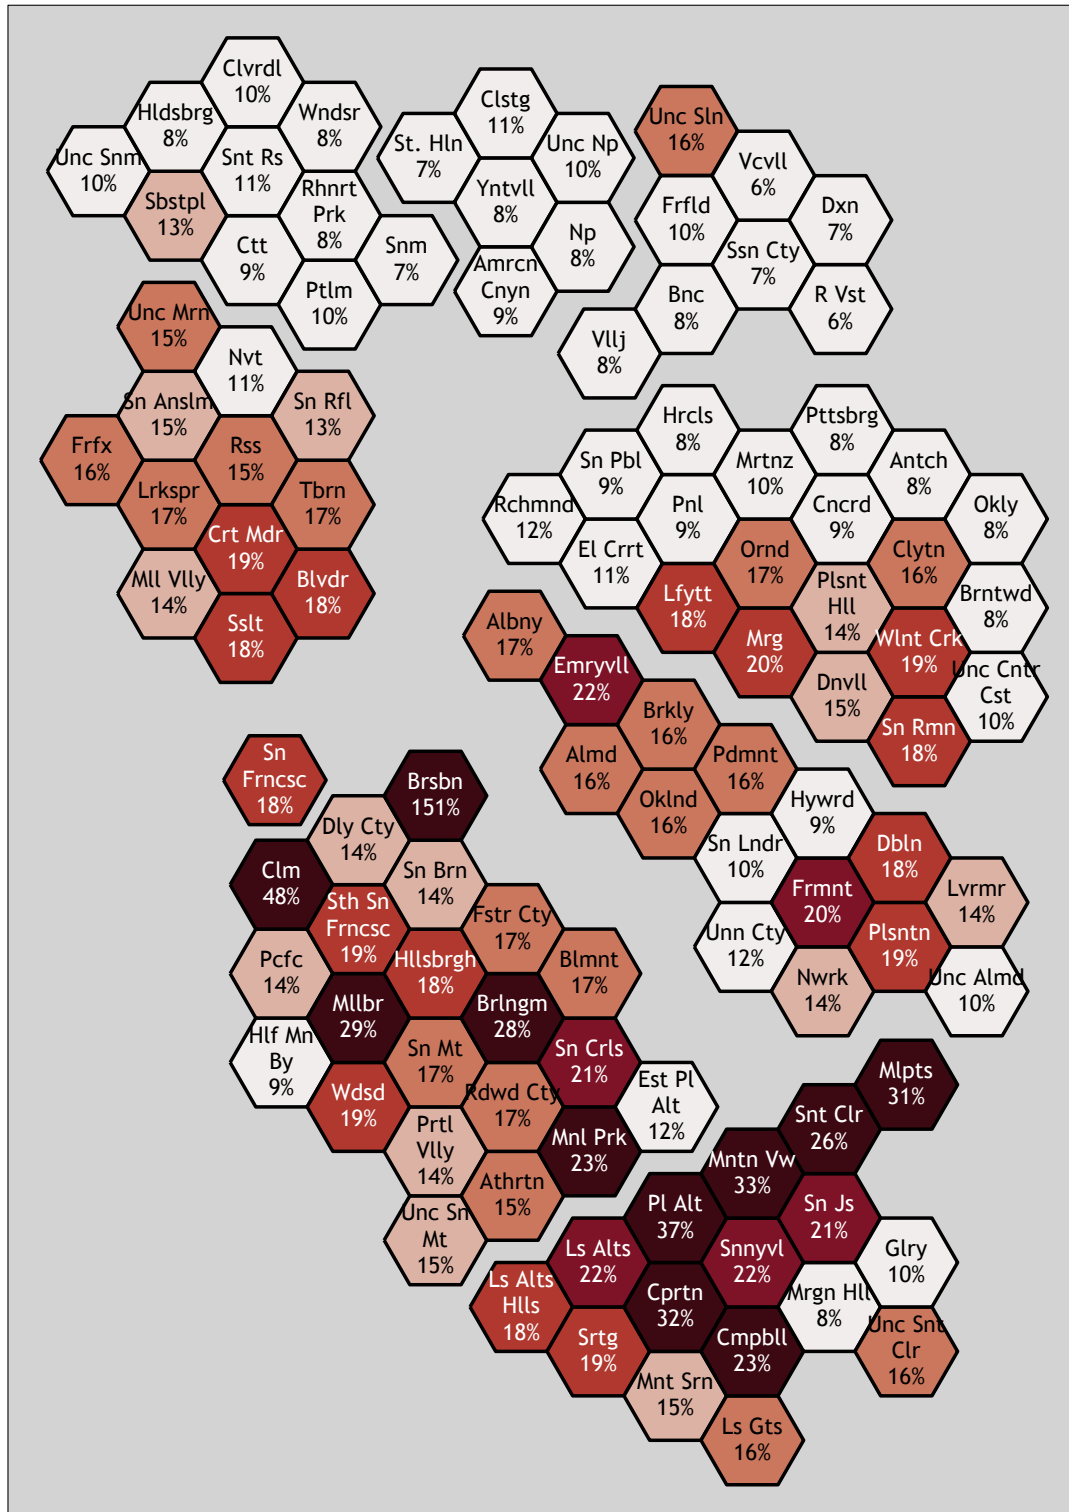 Clvrdl
10%
Hldsbrg
8%
Wndsr
8%
Unc Snm
10%
Snt Rs
11%
Sbstpl
13%
Rhnrt
Prk
8%
Ctt
9%
Snm
7%
Ptlm
10%
Clstg
11%
St. Hln
7%
Unc Np
10%
Yntvll
8%
Np
8%
Amrcn
Cnyn
9%
Unc Sln
16%
Vcvll
6%
Frfld
10%
Dxn
7%
Ssn Cty
7%
Bnc
8%
R Vst
6%
Vllj
8%
Unc Mrn
15%
Nvt
11%
Sn Anslm
15%
Sn Rfl
13%
Frfx
16%
Rss
15%
Lrkspr
17%
Tbrn
17%
Crt Mdr
19%
Mll Vlly
14%
Blvdr
18%
Sslt
18%
Hrcls
8%
Pttsbrg
8%
Sn Pbl
9%
Mrtnz
10%
Antch
8%
Rchmnd
12%
Pnl
9%
Cncrd
9%
Okly
8%
El Crrt
11%
Ornd
17%
Clytn
16%
Lfytt
18%
Plsnt
Hll
14%
Brntwd
8%
Mrg
20%
Wlnt Crk
19%
Dnvll
15%
Unc Cntr
Cst
10%
Sn Rmn
18%
Albny
17%
Emryvll
22%
Brkly
16%
Almd
16%
Pdmnt
16%
Oklnd
16%
Hywrd
9%
Sn Lndr
10%
Dbln
18%
Frmnt
20%
Lvrmr
14%
Unn Cty
12%
Plsntn
19%
Nwrk
14%
Unc Almd
10%
Sn
Frncsc
18%
Brsbn
151%
Dly Cty
14%
Clm
48%
Sn Brn
14%
Sth Sn
Frncsc
19%
Fstr Cty
17%
Pcfc
14%
Hllsbrgh
18%
Blmnt
17%
Mllbr
29%
Brlngm
28%
Hlf Mn
By
9%
Sn Mt
17%
Sn Crls
21%
Wdsd
19%
Rdwd Cty
17%
Est Pl
Alt
12%
Prtl
Vlly
14%
Mnl Prk
23%
Athrtn
15%
Unc Sn
Mt
15%
Mlpts
31%
Snt Clr
26%
Mntn Vw
33%
Pl Alt
37%
Sn Js
21%
Ls Alts
22%
Snnyvl
22%
Glry
10%
Ls Alts
Hlls
18%
Cprtn
32%
Mrgn Hll
8%
Srtg
19%
Cmpbll
23%
Unc Snt
Clr
16%
Mnt Srn
15%
Ls Gts
16%